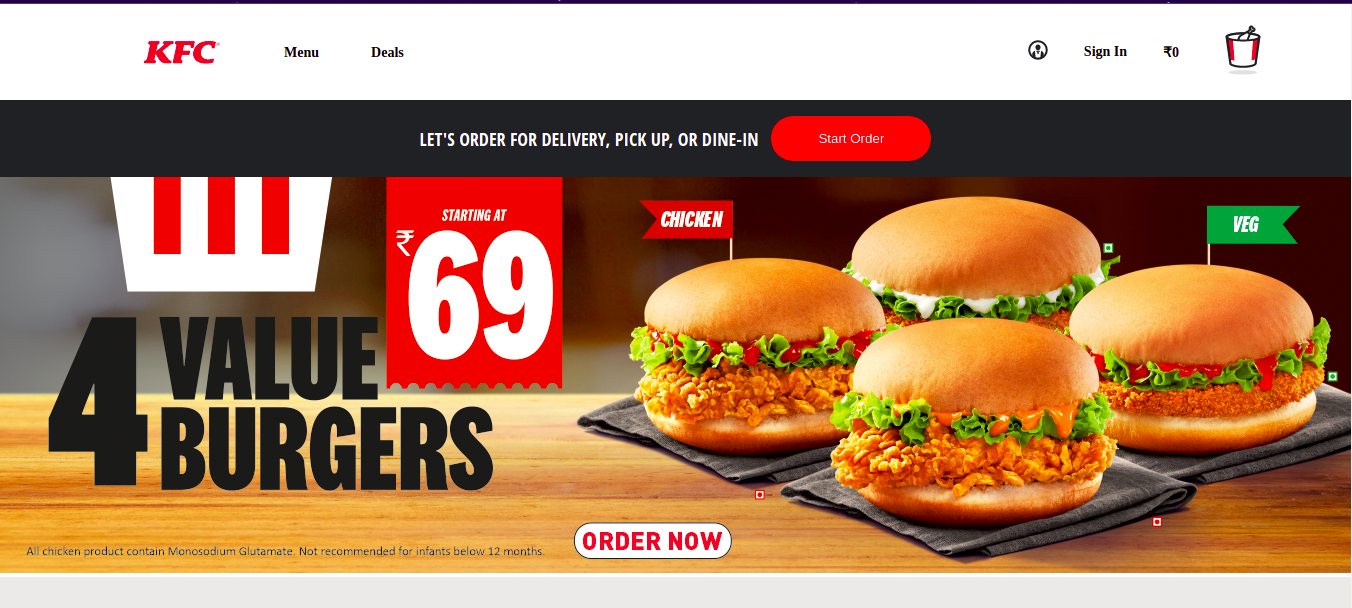 KFC
Menu
Deals
Sign In
₹0
LET'S ORDER FOR DELIVERY, PICK UP, OR DINE-IN
Start Order
STARTING AT
₹69
CHICKEN
VEG
4 VALUE
BURGERS
ORDER NOW
All chicken product contain Monosodium Glutamate. Not recommended for infants below 12 months.